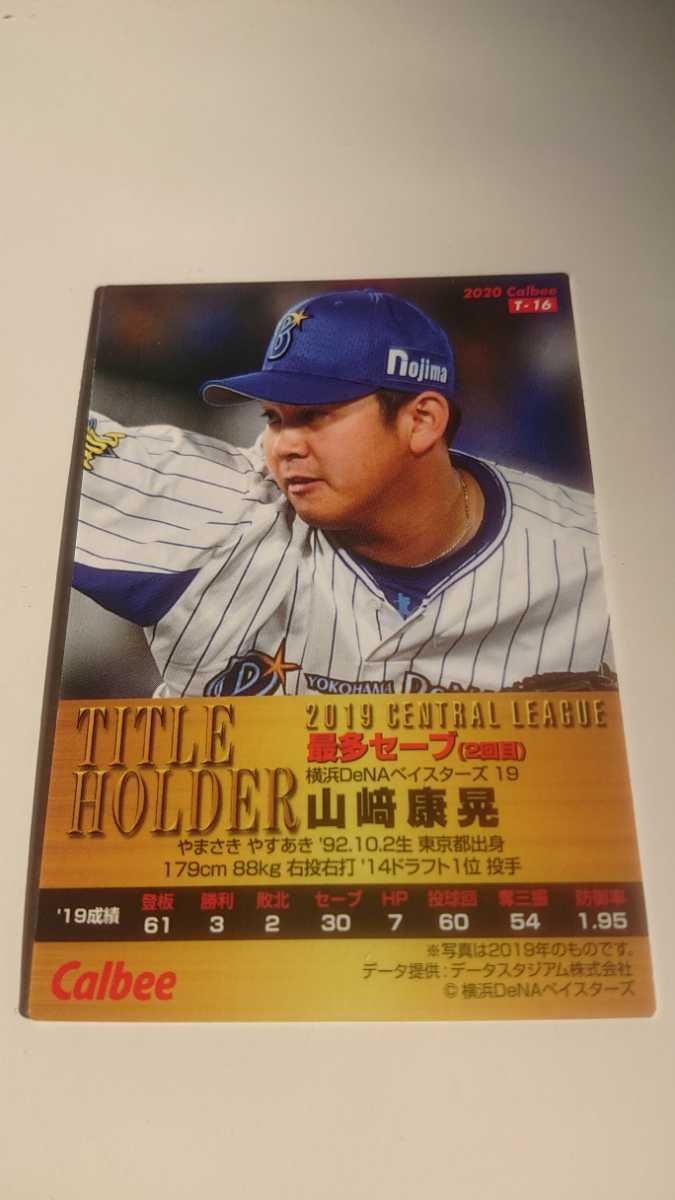 2020 Calbee
T-16
nojima
YOKOHAMA
TITLE HOLDER
2019 CENTRAL LEAGUE
最多セーブ(2回目)
横浜DeNAベイスターズ 19
山﨑康晃
やまさき やすあき '92.10.2生 東京都出身
179cm 88kg 右投右打 '14ドラフト1位 投手
登板 勝利 敗北 セーブ HP 投球回 奪三振 防御率
'19成績 61 3 2 30 7 60 54 1.95
※写真は2019年のものです。
データ提供:データスタジアム株式会社
Calbee
© 横浜DeNAベイスターズ